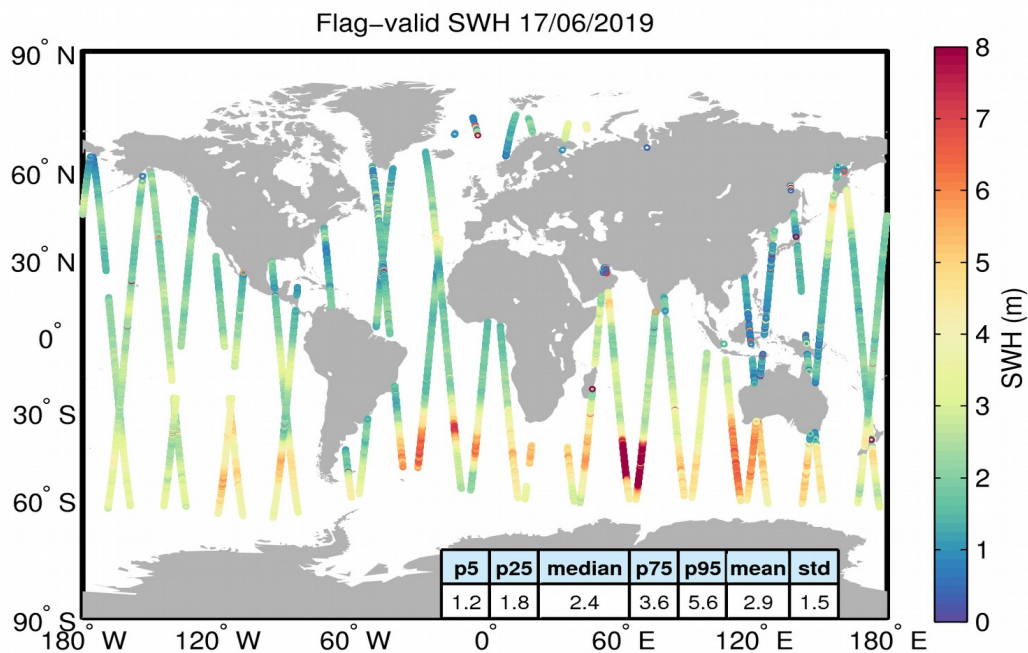 Flag−valid SWH 17/06/2019
90° N
60° N
30° N
0°
30° S
60° S
90° S
180° W
120° W
60° W
0°
60° E
120° E
180° E
p5 p25 median p75 p95 mean std
1.2 1.8 2.4 3.6 5.6 2.9 1.5
8
7
6
5
4
3
2
1
0
SWH (m)